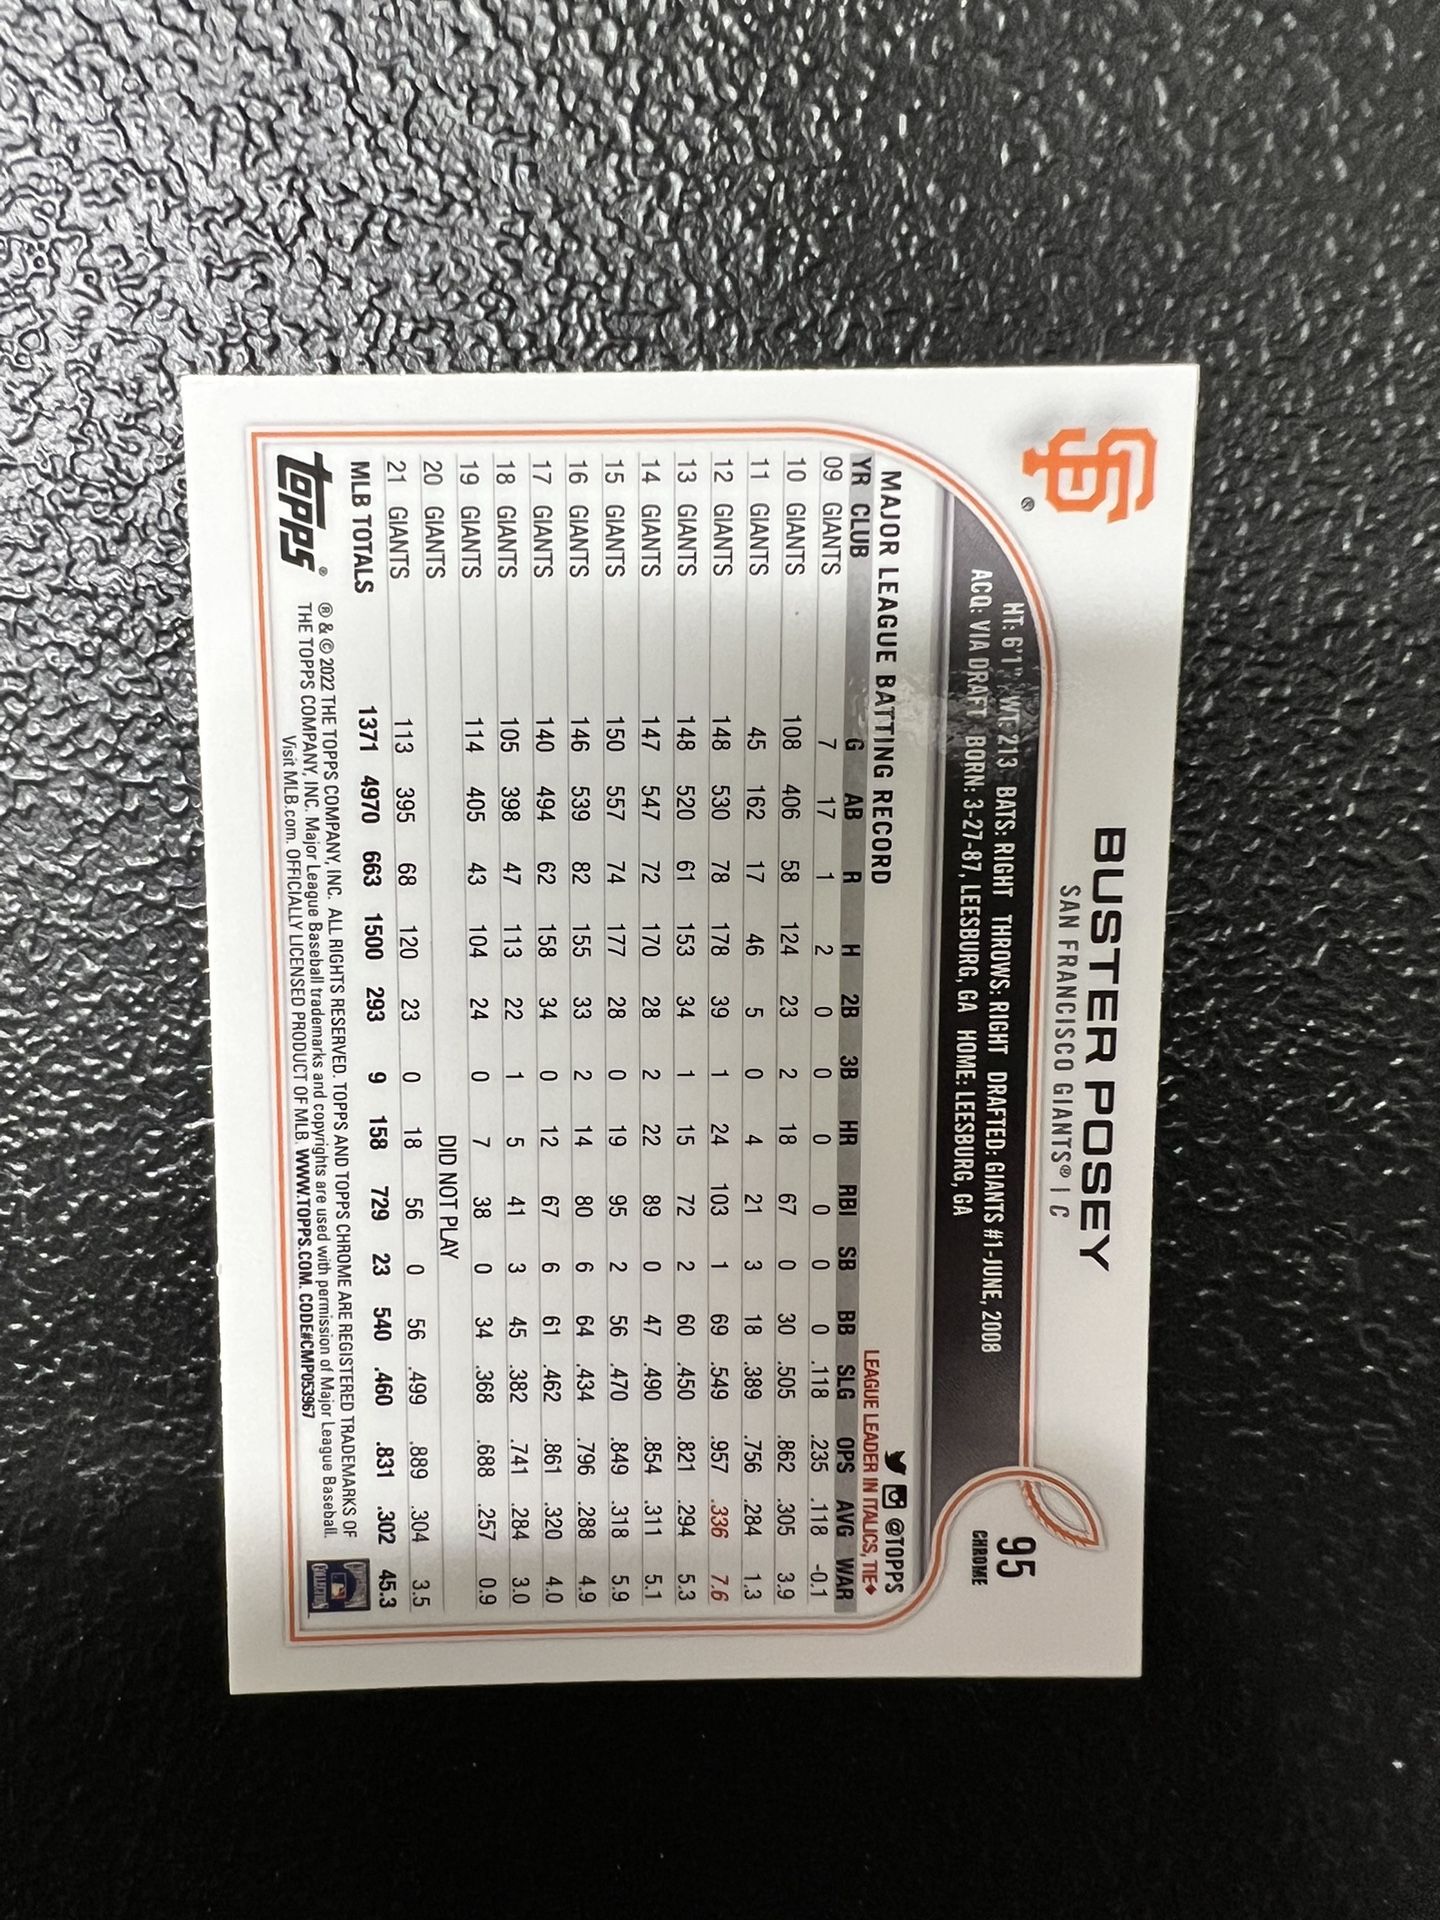 SF®
BUSTER POSEY
SAN FRANCISCO GIANTS® | C
95
CHROME
HT: 6'1" WT: 213 BATS: RIGHT THROWS: RIGHT DRAFTED: GIANTS #1-JUNE, 2008
ACQ: VIA DRAFT BORN: 3-27-87, LEESBURG, GA HOME: LEESBURG, GA
@TOPPS
MAJOR LEAGUE BATTING RECORD LEAGUE LEADER IN ITALICS, TIE♦
YR CLUB G AB R H 2B 3B HR RBI SB BB SLG OPS AVG WAR
09 GIANTS 7 17 1 2 0 0 0 0 0 0 .118 .235 .118 -0.1
10 GIANTS 108 406 58 124 23 2 18 67 0 30 .505 .862 .305 3.9
11 GIANTS 45 162 17 46 5 0 4 21 3 18 .389 .756 .284 1.3
12 GIANTS 148 530 78 178 39 1 24 103 1 69 .549 .957 .336 7.6
13 GIANTS 148 520 61 153 34 1 15 72 2 60 .450 .821 .294 5.3
14 GIANTS 147 547 72 170 28 2 22 89 0 47 .490 .854 .311 5.1
15 GIANTS 150 557 74 177 28 0 19 95 2 56 .470 .849 .318 5.9
16 GIANTS 146 539 82 155 33 2 14 80 6 64 .434 .796 .288 4.9
17 GIANTS 140 494 62 158 34 0 12 67 6 61 .462 .861 .320 4.0
18 GIANTS 105 398 47 113 22 1 5 41 3 45 .382 .741 .284 3.0
19 GIANTS 114 405 43 104 24 0 7 38 0 34 .368 .688 .257 0.9
20 GIANTS DID NOT PLAY
21 GIANTS 113 395 68 120 23 0 18 56 0 56 .499 .889 .304 3.5
MLB TOTALS 1371 4970 663 1500 293 9 158 729 23 540 .460 .831 .302 45.3
topps®
® & © 2022 THE TOPPS COMPANY, INC. ALL RIGHTS RESERVED. TOPPS AND TOPPS CHROME ARE REGISTERED TRADEMARKS OF
THE TOPPS COMPANY, INC. Major League Baseball trademarks and copyrights are used with permission of Major League Baseball.
Visit MLB.com. OFFICIALLY LICENSED PRODUCT OF MLB. WWW.TOPPS.COM. CODE#CMP053967